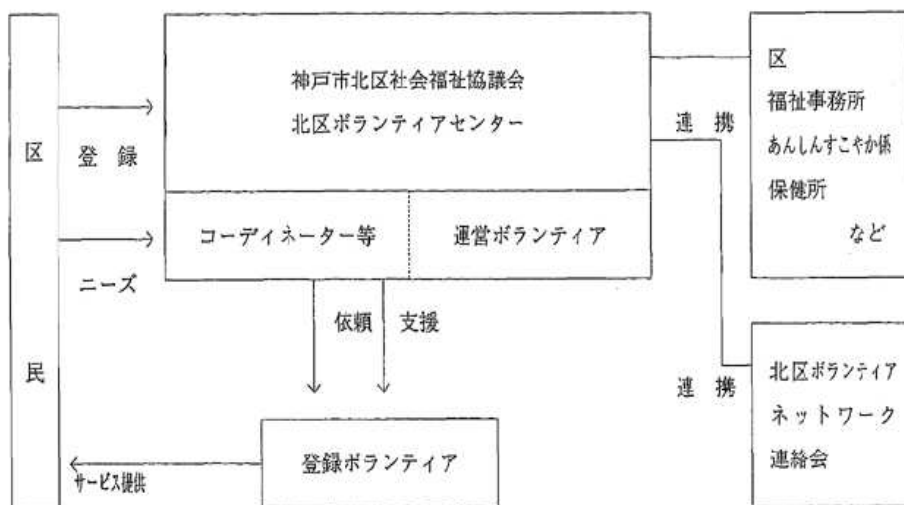 区
民
登録
ニーズ
神戸市北区社会福祉協議会
北区ボランティアセンター
コーディネーター等
運営ボランティア
連携
区
福祉事務所
あんしんすこやか係
保健所
など
依頼
支援
連携
北区ボランティア
ネットワーク
連絡会
登録ボランティア
サービス提供